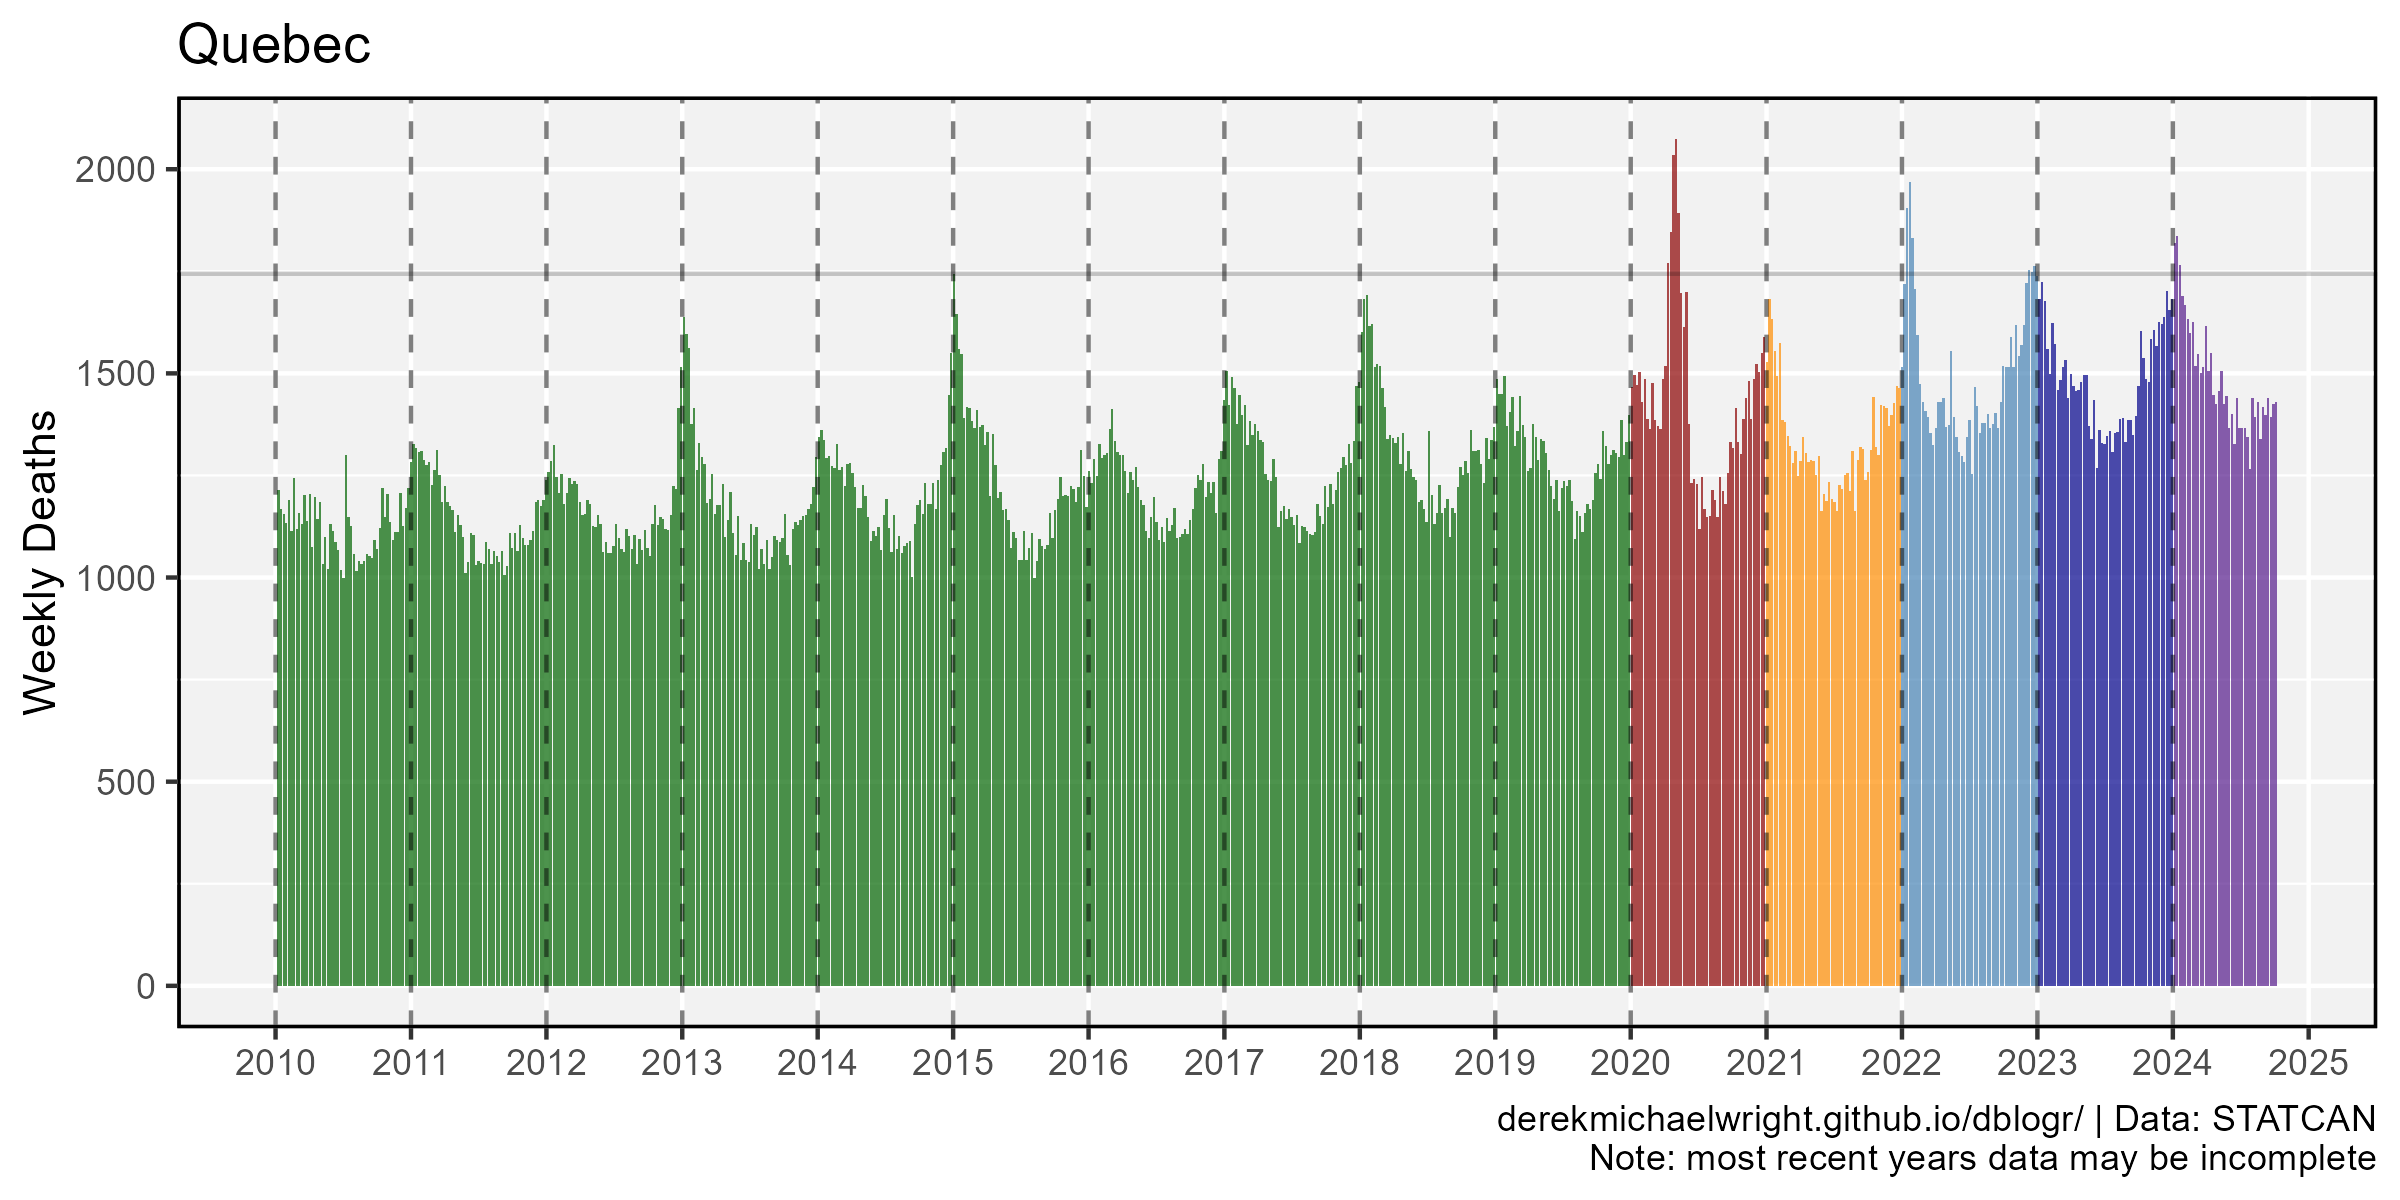 Quebec
Weekly Deaths
2000
1500
1000
500
0
2010 2011 2012 2013 2014 2015 2016 2017 2018 2019 2020 2021 2022 2023 2024 2025
derekmichaelwright.github.io/dblogr/ | Data: STATCAN
Note: most recent years data may be incomplete